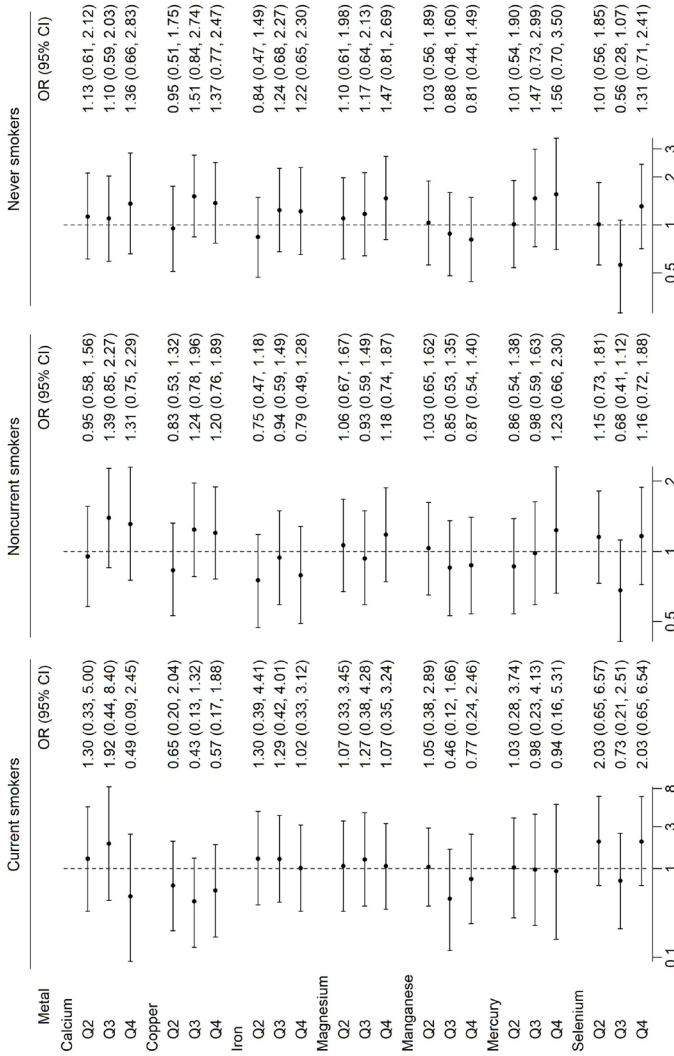 Current smokers Noncurrent smokers Never smokers
Metal OR (95% CI) OR (95% CI) OR (95% CI)
Calcium
Q2 1.30 (0.33, 5.00) 0.95 (0.58, 1.56) 1.13 (0.61, 2.12)
Q3 1.92 (0.44, 8.40) 1.39 (0.85, 2.27) 1.10 (0.59, 2.03)
Q4 0.49 (0.09, 2.45) 1.31 (0.75, 2.29) 1.36 (0.66, 2.83)
Copper
Q2 0.65 (0.20, 2.04) 0.83 (0.53, 1.32) 0.95 (0.51, 1.75)
Q3 0.43 (0.13, 1.32) 1.24 (0.78, 1.96) 1.51 (0.84, 2.74)
Q4 0.57 (0.17, 1.88) 1.20 (0.76, 1.89) 1.37 (0.77, 2.47)
Iron
Q2 1.30 (0.39, 4.41) 0.75 (0.47, 1.18) 0.84 (0.47, 1.49)
Q3 1.29 (0.42, 4.01) 0.94 (0.59, 1.49) 1.24 (0.68, 2.27)
Q4 1.02 (0.33, 3.12) 0.79 (0.49, 1.28) 1.22 (0.65, 2.30)
Magnesium
Q2 1.07 (0.33, 3.45) 1.06 (0.67, 1.67) 1.10 (0.61, 1.98)
Q3 1.27 (0.38, 4.28) 0.93 (0.59, 1.49) 1.17 (0.64, 2.13)
Q4 1.07 (0.35, 3.24) 1.18 (0.74, 1.87) 1.47 (0.81, 2.69)
Manganese
Q2 1.05 (0.38, 2.89) 1.03 (0.65, 1.62) 1.03 (0.56, 1.89)
Q3 0.46 (0.12, 1.66) 0.85 (0.53, 1.35) 0.88 (0.48, 1.60)
Q4 0.77 (0.24, 2.46) 0.87 (0.54, 1.40) 0.81 (0.44, 1.49)
Mercury
Q2 1.03 (0.28, 3.74) 0.86 (0.54, 1.38) 1.01 (0.54, 1.90)
Q3 0.98 (0.23, 4.13) 0.98 (0.59, 1.63) 1.47 (0.73, 2.99)
Q4 0.94 (0.16, 5.31) 1.23 (0.66, 2.30) 1.56 (0.70, 3.50)
Selenium
Q2 2.03 (0.65, 6.57) 1.15 (0.73, 1.81) 1.01 (0.56, 1.85)
Q3 0.73 (0.21, 2.51) 0.68 (0.41, 1.12) 0.56 (0.28, 1.07)
Q4 2.03 (0.65, 6.54) 1.16 (0.72, 1.88) 1.31 (0.71, 2.41)
0.1 1 3 8 0.5 1 2 0.5 1 2 3